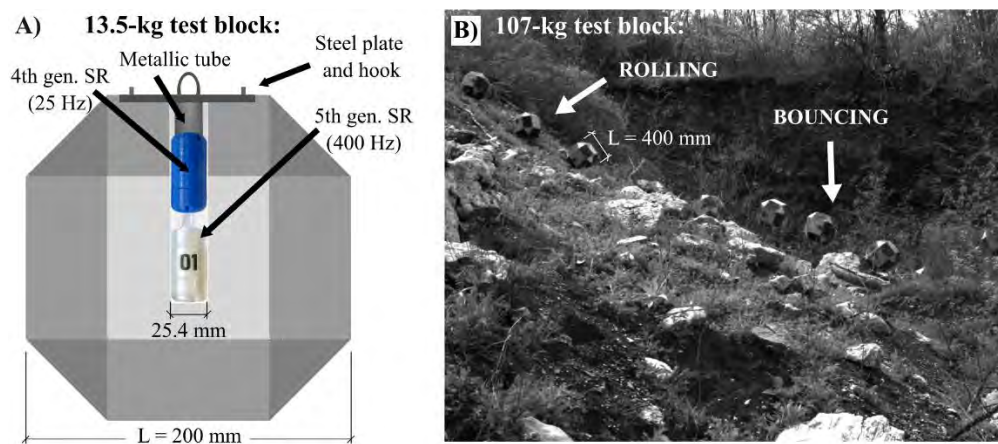 A) 13.5-kg test block:
Metallic tube
Steel plate
and hook
4th gen. SR
(25 Hz)
5th gen. SR
(400 Hz)
01
25.4 mm
L = 200 mm
B) 107-kg test block:
ROLLING
L = 400 mm
BOUNCING